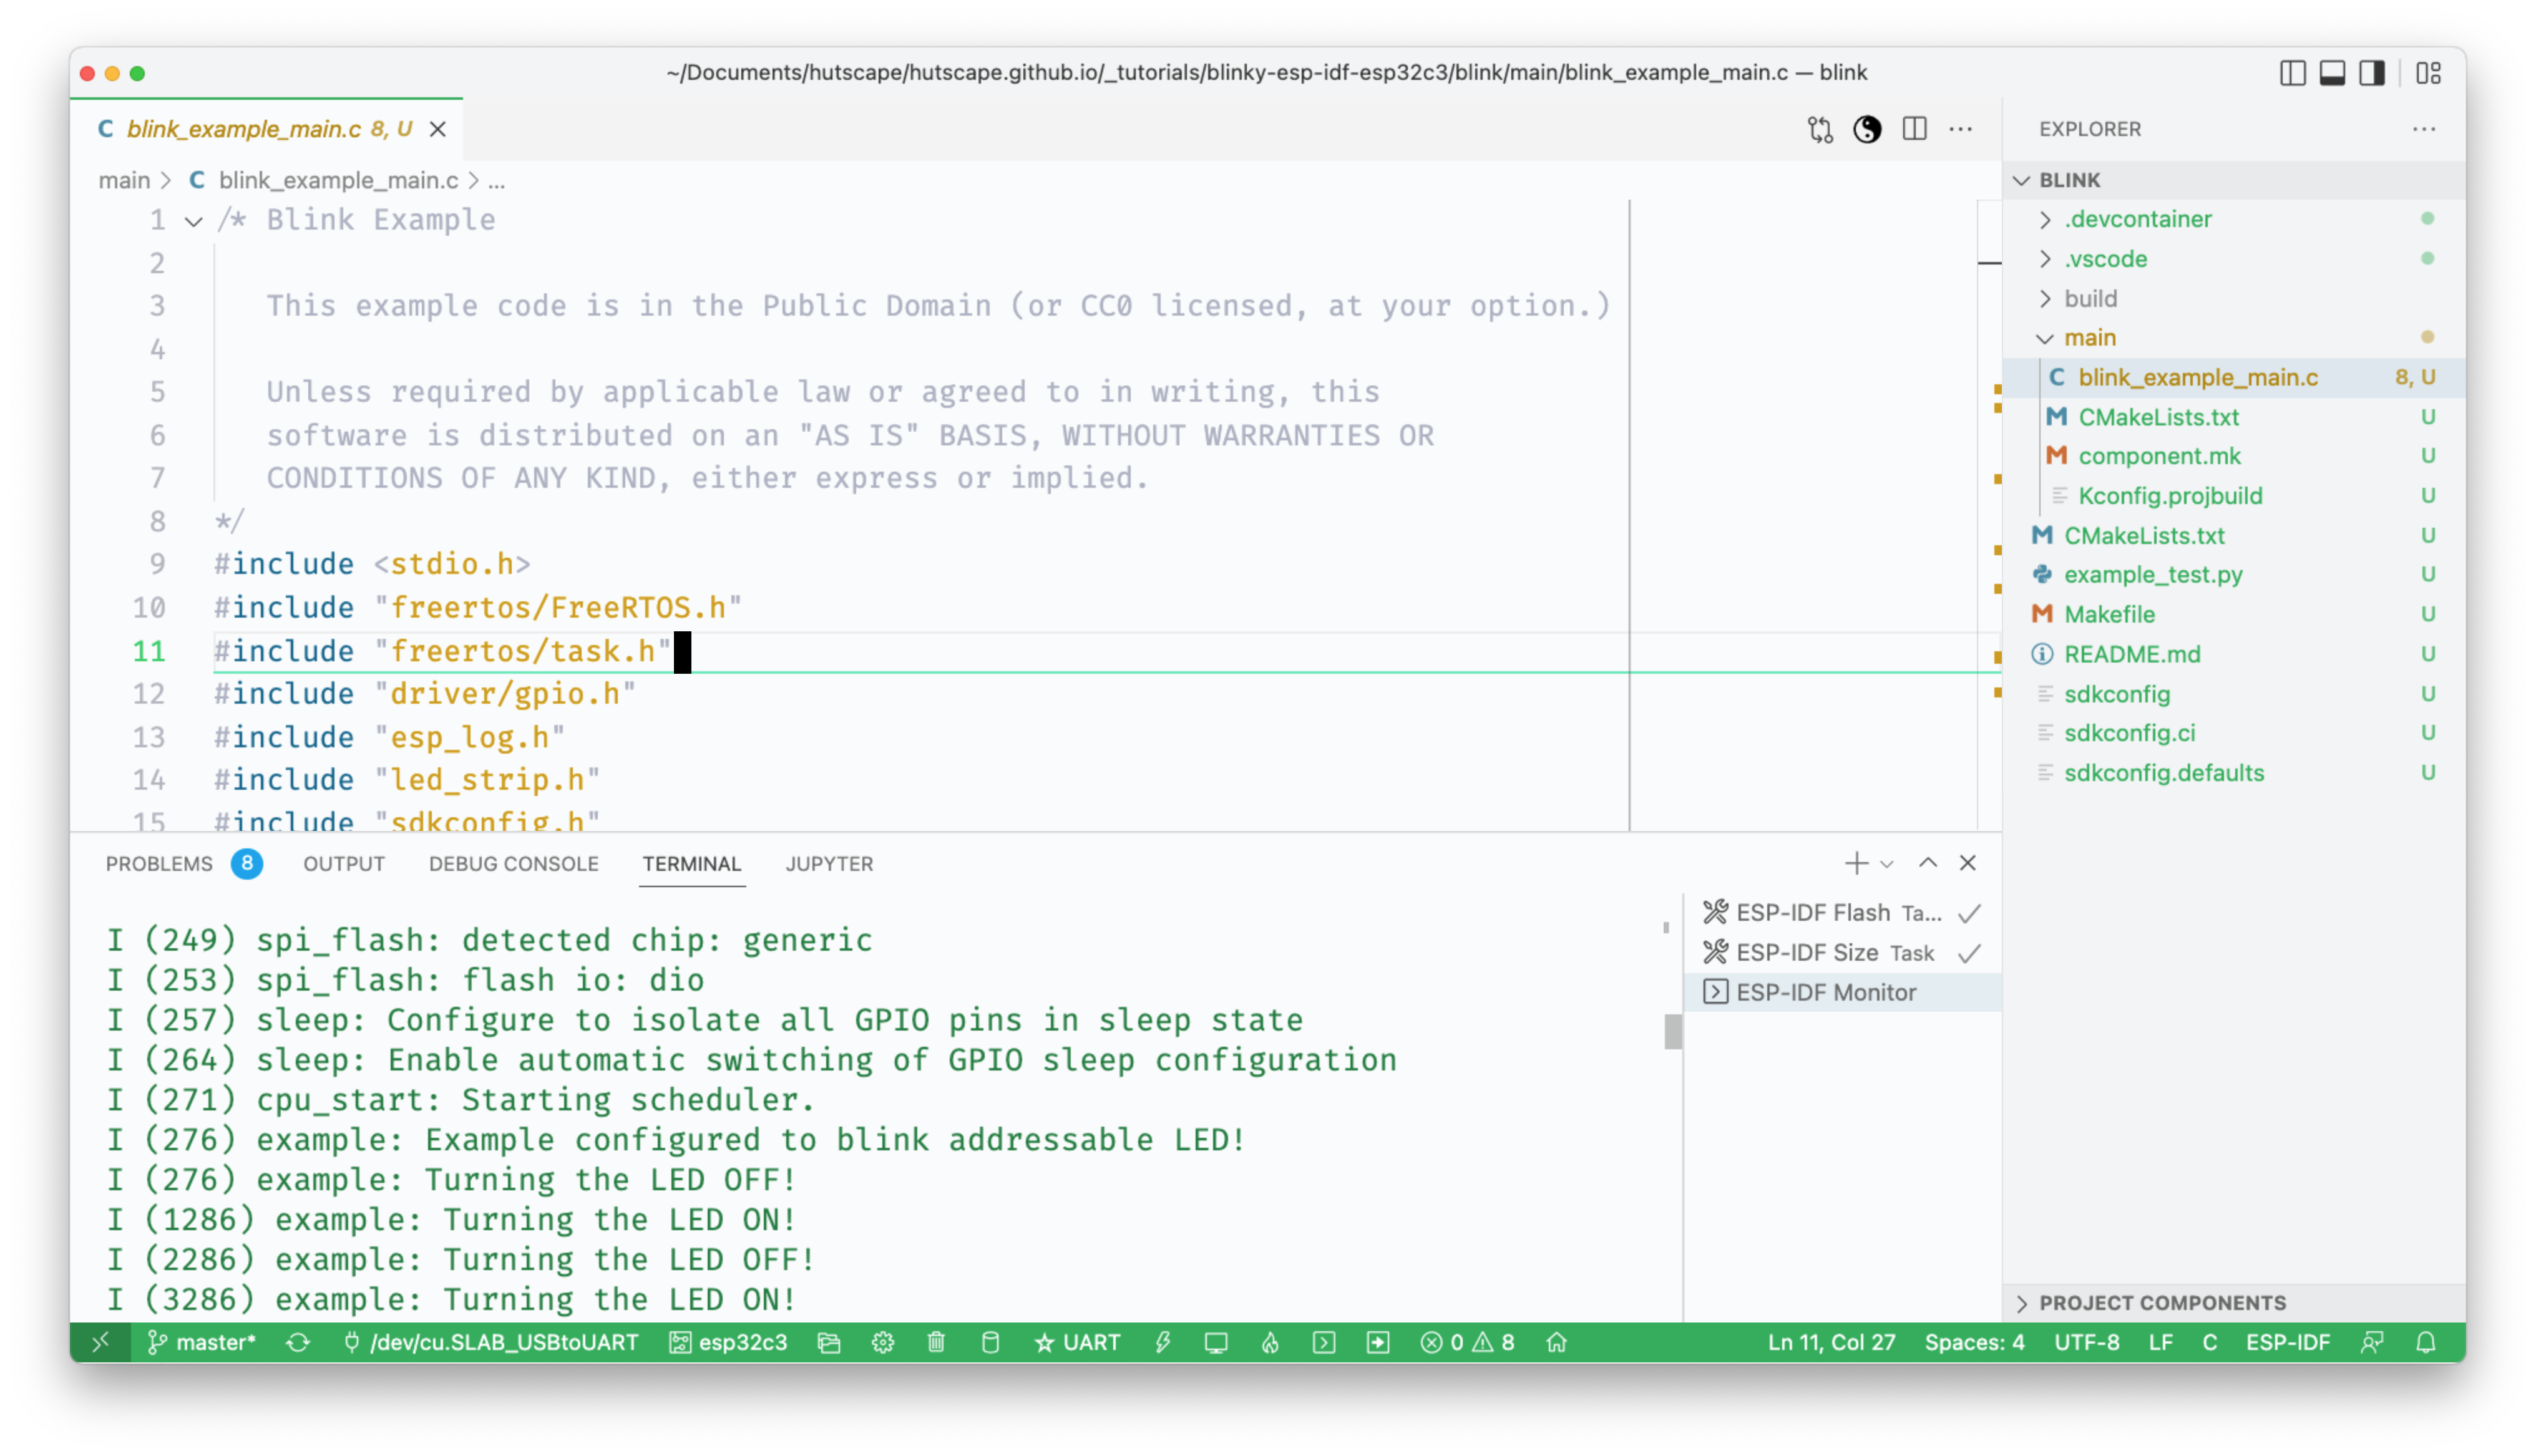 ~/Documents/hutscape/hutscape.github.io/_tutorials/blinky-esp-idf-esp32c3/blink/main/blink_example_main.c — blink
C blink_example_main.c 8, U
main > C blink_example_main.c > ...
1 /* Blink Example
2
3 This example code is in the Public Domain (or CC0 licensed, at your option.)
4
5 Unless required by applicable law or agreed to in writing, this
6 software is distributed on an "AS IS" BASIS, WITHOUT WARRANTIES OR
7 CONDITIONS OF ANY KIND, either express or implied.
8 */
9 #include <stdio.h>
10 #include "freertos/FreeRTOS.h"
11 #include "freertos/task.h"
12 #include "driver/gpio.h"
13 #include "esp_log.h"
14 #include "led_strip.h"
15 #include "sdkconfig.h"
EXPLORER
BLINK
.devcontainer
.vscode
build
main
C blink_example_main.c 8, U
M CMakeLists.txt U
M component.mk U
Kconfig.projbuild U
M CMakeLists.txt U
example_test.py U
M Makefile U
README.md U
sdkconfig U
sdkconfig.ci U
sdkconfig.defaults U
PROJECT COMPONENTS
PROBLEMS 8 OUTPUT DEBUG CONSOLE TERMINAL JUPYTER
I (249) spi_flash: detected chip: generic
I (253) spi_flash: flash io: dio
I (257) sleep: Configure to isolate all GPIO pins in sleep state
I (264) sleep: Enable automatic switching of GPIO sleep configuration
I (271) cpu_start: Starting scheduler.
I (276) example: Example configured to blink addressable LED!
I (276) example: Turning the LED OFF!
I (1286) example: Turning the LED ON!
I (2286) example: Turning the LED OFF!
I (3286) example: Turning the LED ON!
ESP-IDF Flash Ta...
ESP-IDF Size Task
ESP-IDF Monitor
master* /dev/cu.SLAB_USBtoUART esp32c3 UART 0 8 Ln 11, Col 27 Spaces: 4 UTF-8 LF C ESP-IDF